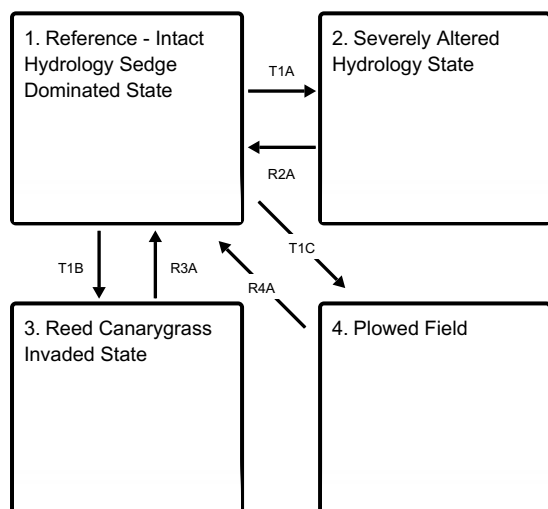 1. Reference - Intact
Hydrology Sedge
Dominated State
2. Severely Altered
Hydrology State
T1A
R2A
T1C
T1B
R3A
R4A
3. Reed Canarygrass
Invaded State
4. Plowed Field